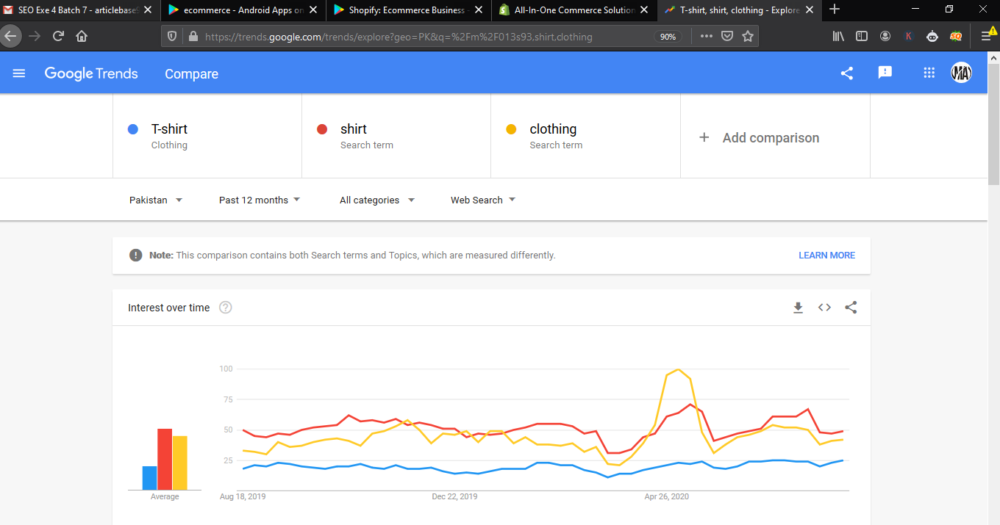 SEO Exe 4 Batch 7 - articlebase
ecommerce - Android Apps on
Shopify: Ecommerce Business -
All-In-One Commerce Solution
T-shirt, shirt, clothing - Explore
https://trends.google.com/trends/explore?geo=PK&q=%2Fm%2F013s93,shirt,clothing
90%
K
SQ
Google Trends
Compare
T-shirt
Clothing
shirt
Search term
clothing
Search term
+ Add comparison
Pakistan
Past 12 months
All categories
Web Search
Note: This comparison contains both Search terms and Topics, which are measured differently.
LEARN MORE
Interest over time
100
75
50
25
Average
Aug 18, 2019
Dec 22, 2019
Apr 26, 2020